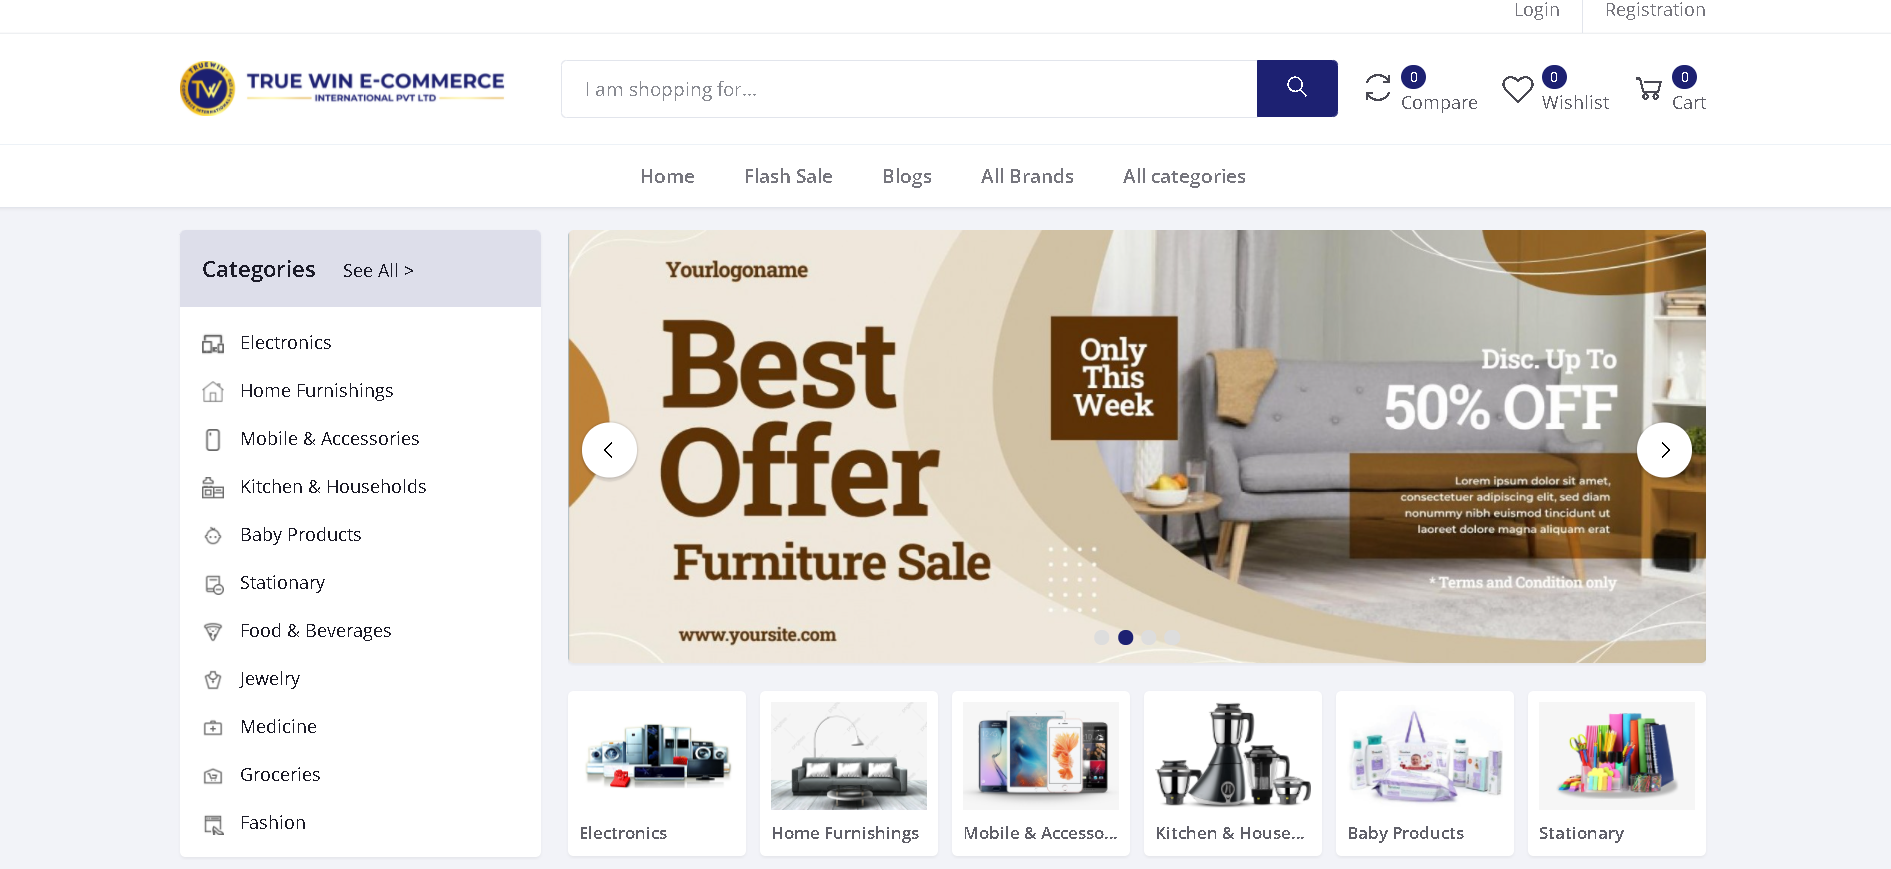 Login
Registration
TRUE WIN E-COMMERCE
INTERNATIONAL PVT LTD
I am shopping for...
0
Compare
0
Wishlist
0
Cart
Home
Flash Sale
Blogs
All Brands
All categories
Categories
See All >
Electronics
Home Furnishings
Mobile & Accessories
Kitchen & Households
Baby Products
Stationary
Food & Beverages
Jewelry
Medicine
Groceries
Fashion
Yourlogoname
Best
Offer
Furniture Sale
www.yoursite.com
Only
This
Week
Disc. Up To
50% OFF
Lorem ipsum dolor sit amet,
consectetuer adipiscing elit, sed diam
nonummy nibh euismod tincidunt ut
laoreet dolore magna aliquam erat
* Terms and Condition only
Electronics
Home Furnishings
Mobile & Accesso...
Kitchen & House...
Baby Products
Stationary